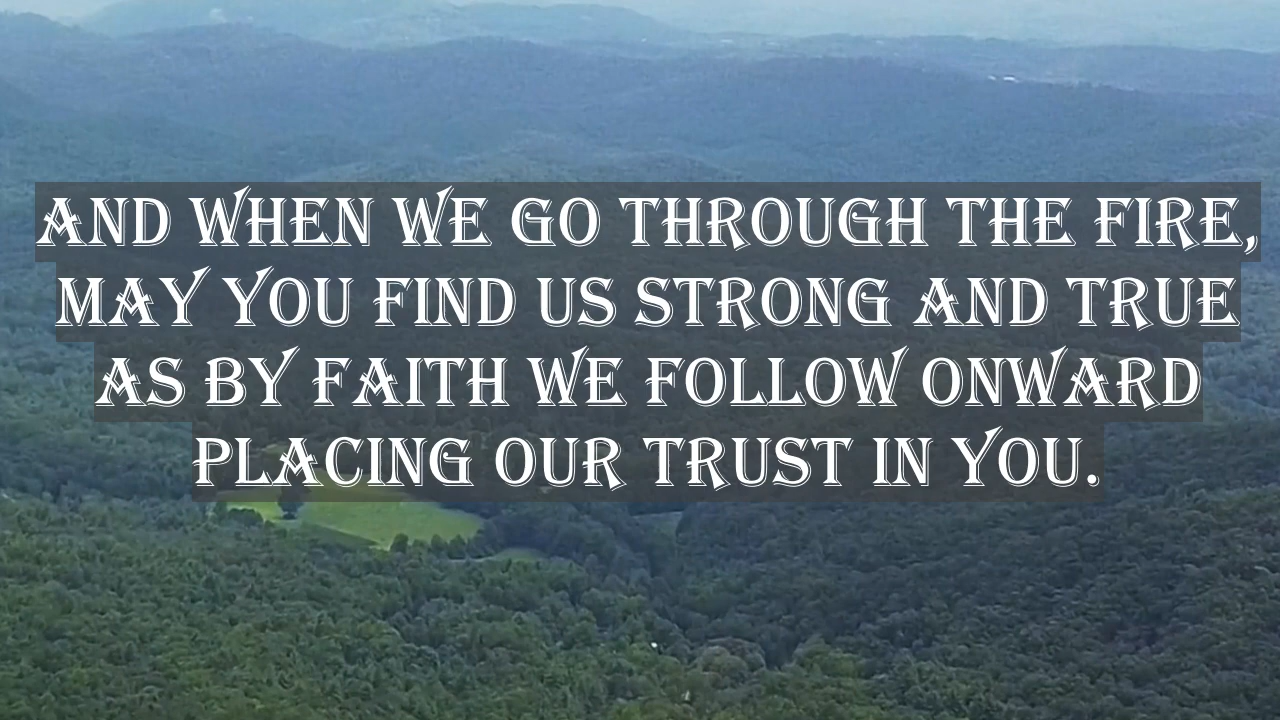 AND WHEN WE GO THROUGH THE FIRE,
MAY YOU FIND US STRONG AND TRUE
AS BY FAITH WE FOLLOW ONWARD
PLACING OUR TRUST IN YOU.